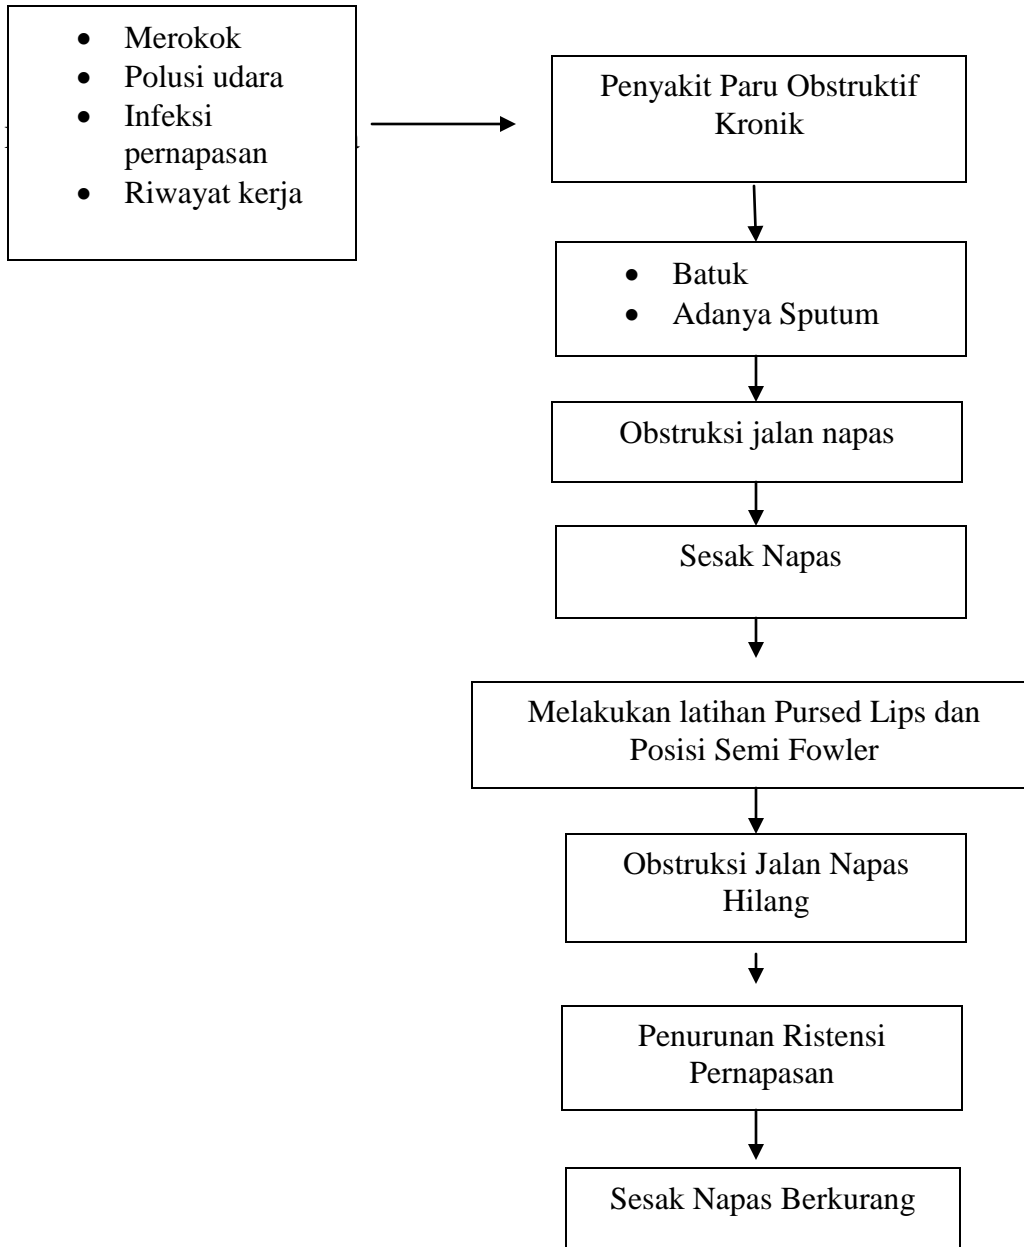 • Merokok
• Polusi udara
• Infeksi
pernapasan
• Riwayat kerja
Penyakit Paru Obstruktif
Kronik
• Batuk
• Adanya Sputum
Obstruksi jalan napas
Sesak Napas
Melakukan latihan Pursed Lips dan
Posisi Semi Fowler
Obstruksi Jalan Napas
Hilang
Penurunan Ristensi
Pernapasan
Sesak Napas Berkurang